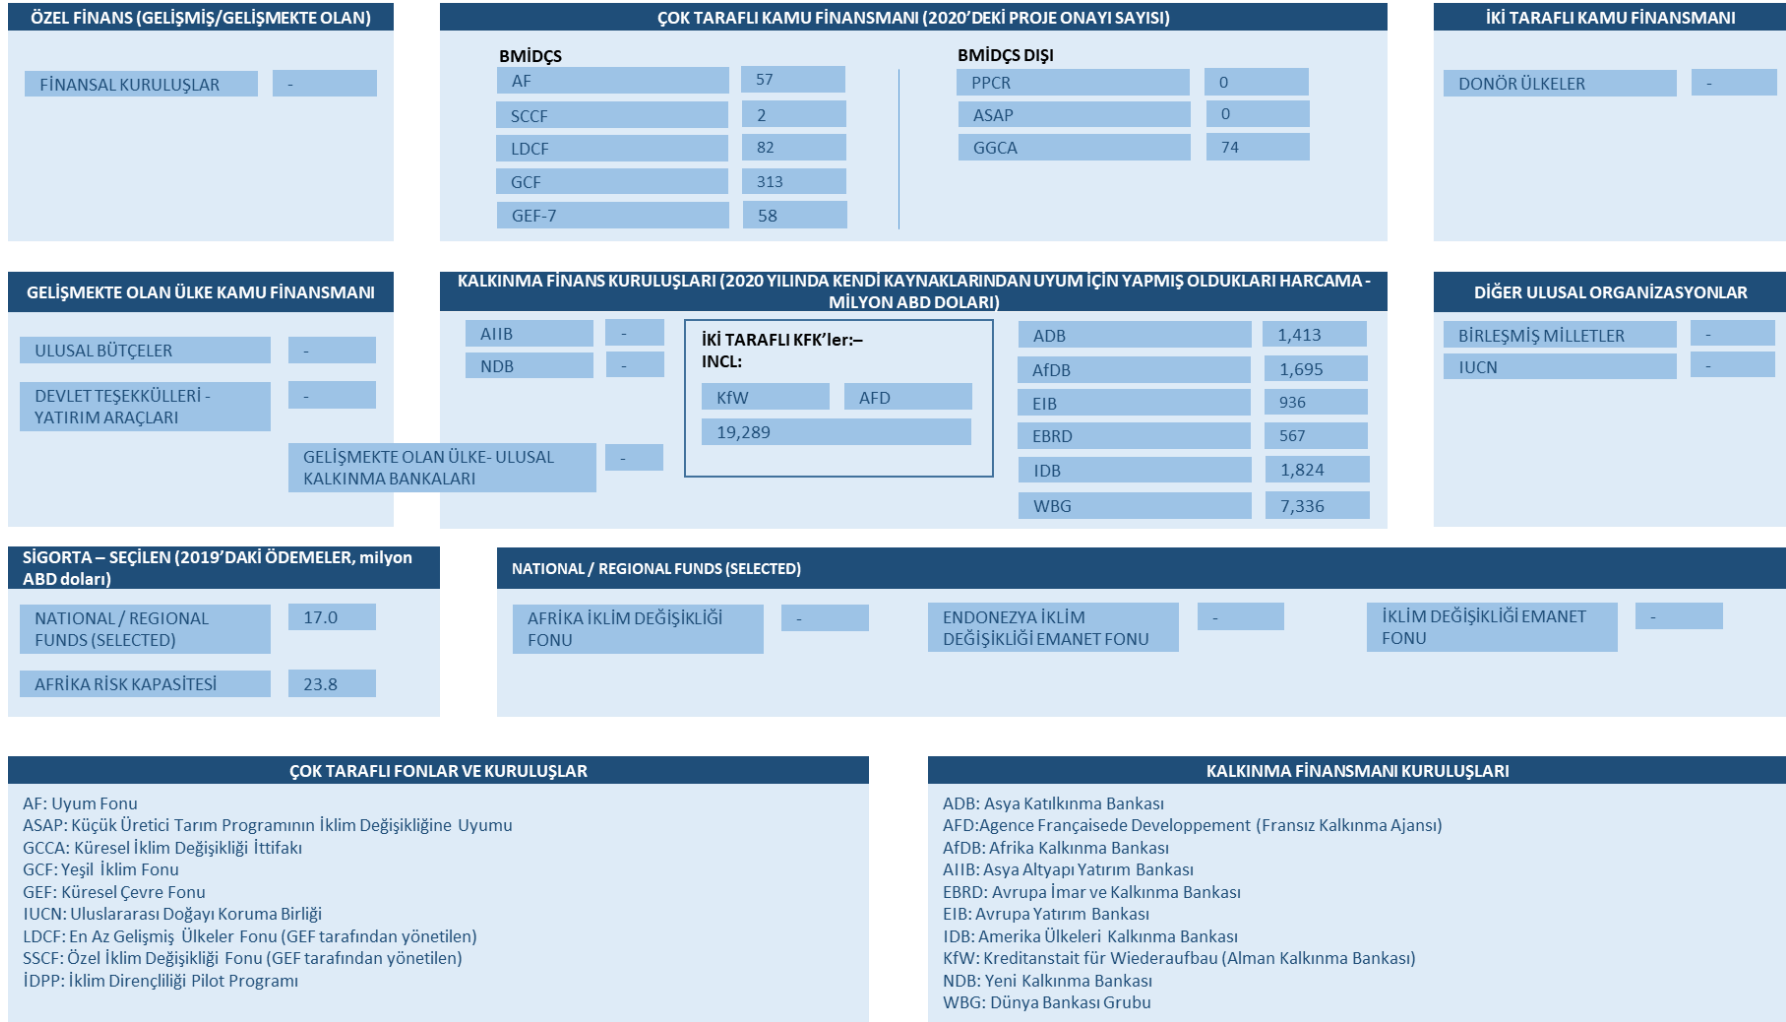 ÖZEL FİNANS (GELİŞMİŞ/GELİŞMEKTE OLAN)
FİNANSAL KURULUŞLAR -
ÇOK TARAFLI KAMU FİNANSMANI (2020'DEKİ PROJE ONAYI SAYISI)
BMİDÇS
AF 57
SCCF 2
LDCF 82
GCF 313
GEF-7 58
BMİDÇS DIŞI
PPCR 0
ASAP 0
GGCA 74
İKİ TARAFLI KAMU FİNANSMANI
DONÖR ÜLKELER -
GELİŞMEKTE OLAN ÜLKE KAMU FİNANSMANI
ULUSAL BÜTÇELER -
DEVLET TEŞEKKÜLLERİ - -
YATIRIM ARAÇLARI
GELİŞMEKTE OLAN ÜLKE- ULUSAL -
KALKINMA BANKALARI
KALKINMA FİNANS KURULUŞLARI (2020 YILINDA KENDİ KAYNAKLARINDAN UYUM İÇİN YAPMIŞ OLDUKLARI HARCAMA -
MİLYON ABD DOLARI)
AIIB -
NDB -
İKİ TARAFLI KFK'ler:–
INCL:
KfW AFD
19,289
ADB 1,413
AfDB 1,695
EIB 936
EBRD 567
IDB 1,824
WBG 7,336
DİĞER ULUSAL ORGANİZASYONLAR
BİRLEŞMİŞ MİLLETLER -
IUCN -
SİGORTA – SEÇİLEN (2019'DAKİ ÖDEMELER, milyon
ABD doları)
NATIONAL / REGIONAL 17.0
FUNDS (SELECTED)
AFRİKA RİSK KAPASİTESİ 23.8
NATIONAL / REGIONAL FUNDS (SELECTED)
AFRİKA İKLİM DEĞİŞİKLİĞİ -
FONU
ENDONEZYA İKLİM -
DEĞİŞİKLİĞİ EMANET FONU
İKLİM DEĞİŞİKLİĞİ EMANET -
FONU
ÇOK TARAFLI FONLAR VE KURULUŞLAR
AF: Uyum Fonu
ASAP: Küçük Üretici Tarım Programının İklim Değişikliğine Uyumu
GCCA: Küresel İklim Değişikliği İttifakı
GCF: Yeşil İklim Fonu
GEF: Küresel Çevre Fonu
IUCN: Uluslararası Doğayı Koruma Birliği
LDCF: En Az Gelişmiş Ülkeler Fonu (GEF tarafından yönetilen)
SSCF: Özel İklim Değişikliği Fonu (GEF tarafından yönetilen)
İDPP: İklim Dirençliliği Pilot Programı
KALKINMA FİNANSMANI KURULUŞLARI
ADB: Asya Katılkınma Bankası
AFD:Agence Françaisede Developpement (Fransız Kalkınma Ajansı)
AfDB: Afrika Kalkınma Bankası
AIIB: Asya Altyapı Yatırım Bankası
EBRD: Avrupa İmar ve Kalkınma Bankası
EIB: Avrupa Yatırım Bankası
IDB: Amerika Ülkeleri Kalkınma Bankası
KfW: Kreditanstait für Wiederaufbau (Alman Kalkınma Bankası)
NDB: Yeni Kalkınma Bankası
WBG: Dünya Bankası Grubu